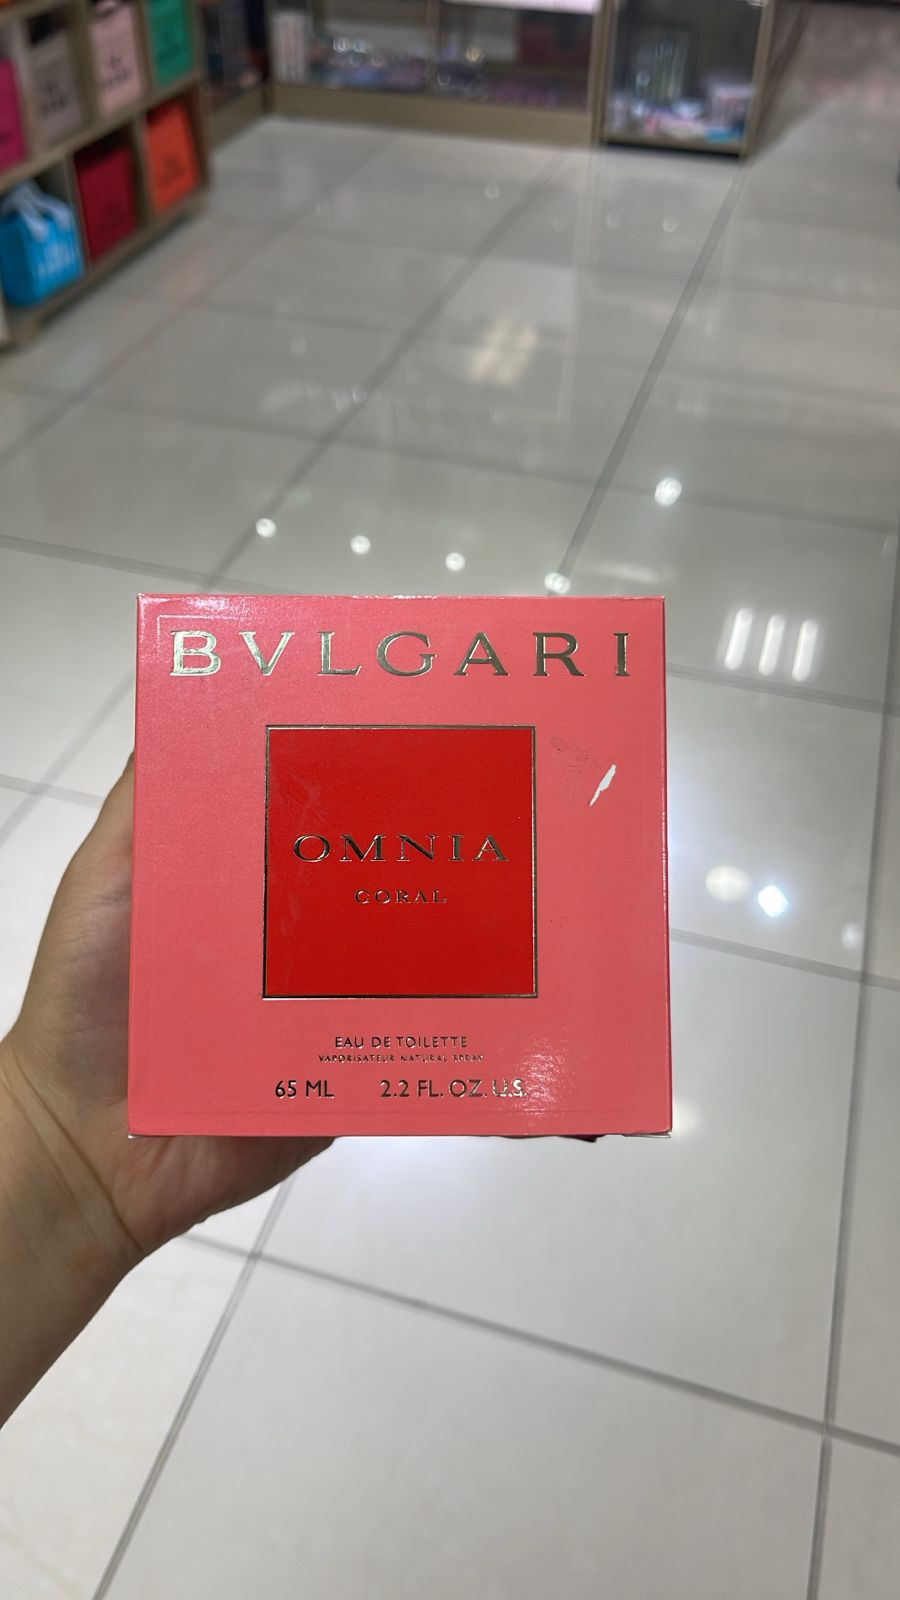 BVLGARI
OMNIA
CORAL
EAU DE TOILETTE
VAPORISATEUR NATURAL SPRAY
65 ML 2.2 FL. OZ. U.S.